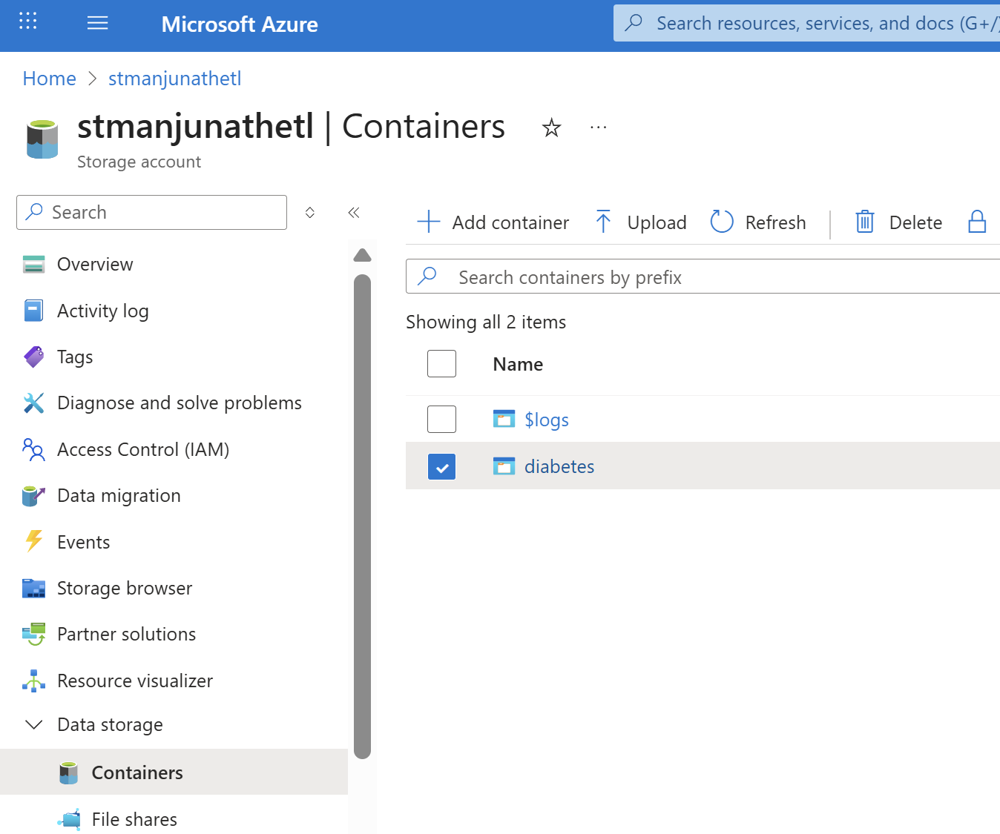 Microsoft Azure
Search resources, services, and docs (G+/)
Home > stmanjunathetl
stmanjunathetl | Containers
Storage account
Search
Add container
Upload
Refresh
Delete
Overview
Activity log
Tags
Diagnose and solve problems
Access Control (IAM)
Data migration
Events
Storage browser
Partner solutions
Resource visualizer
Data storage
Containers
File shares
Search containers by prefix
Showing all 2 items
Name
$logs
diabetes